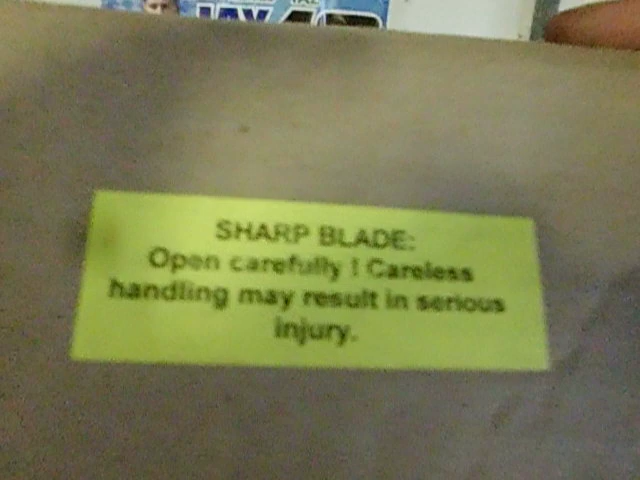 SHARP BLADE:
Open carefully ! Careless
handling may result in serious
injury.